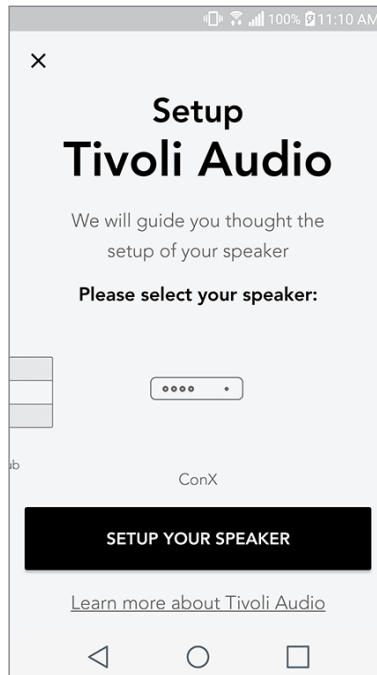 100% 11:10 AM
Setup
Tivoli Audio
We will guide you thought the
setup of your speaker
Please select your speaker:
ub
ConX
SETUP YOUR SPEAKER
Learn more about Tivoli Audio